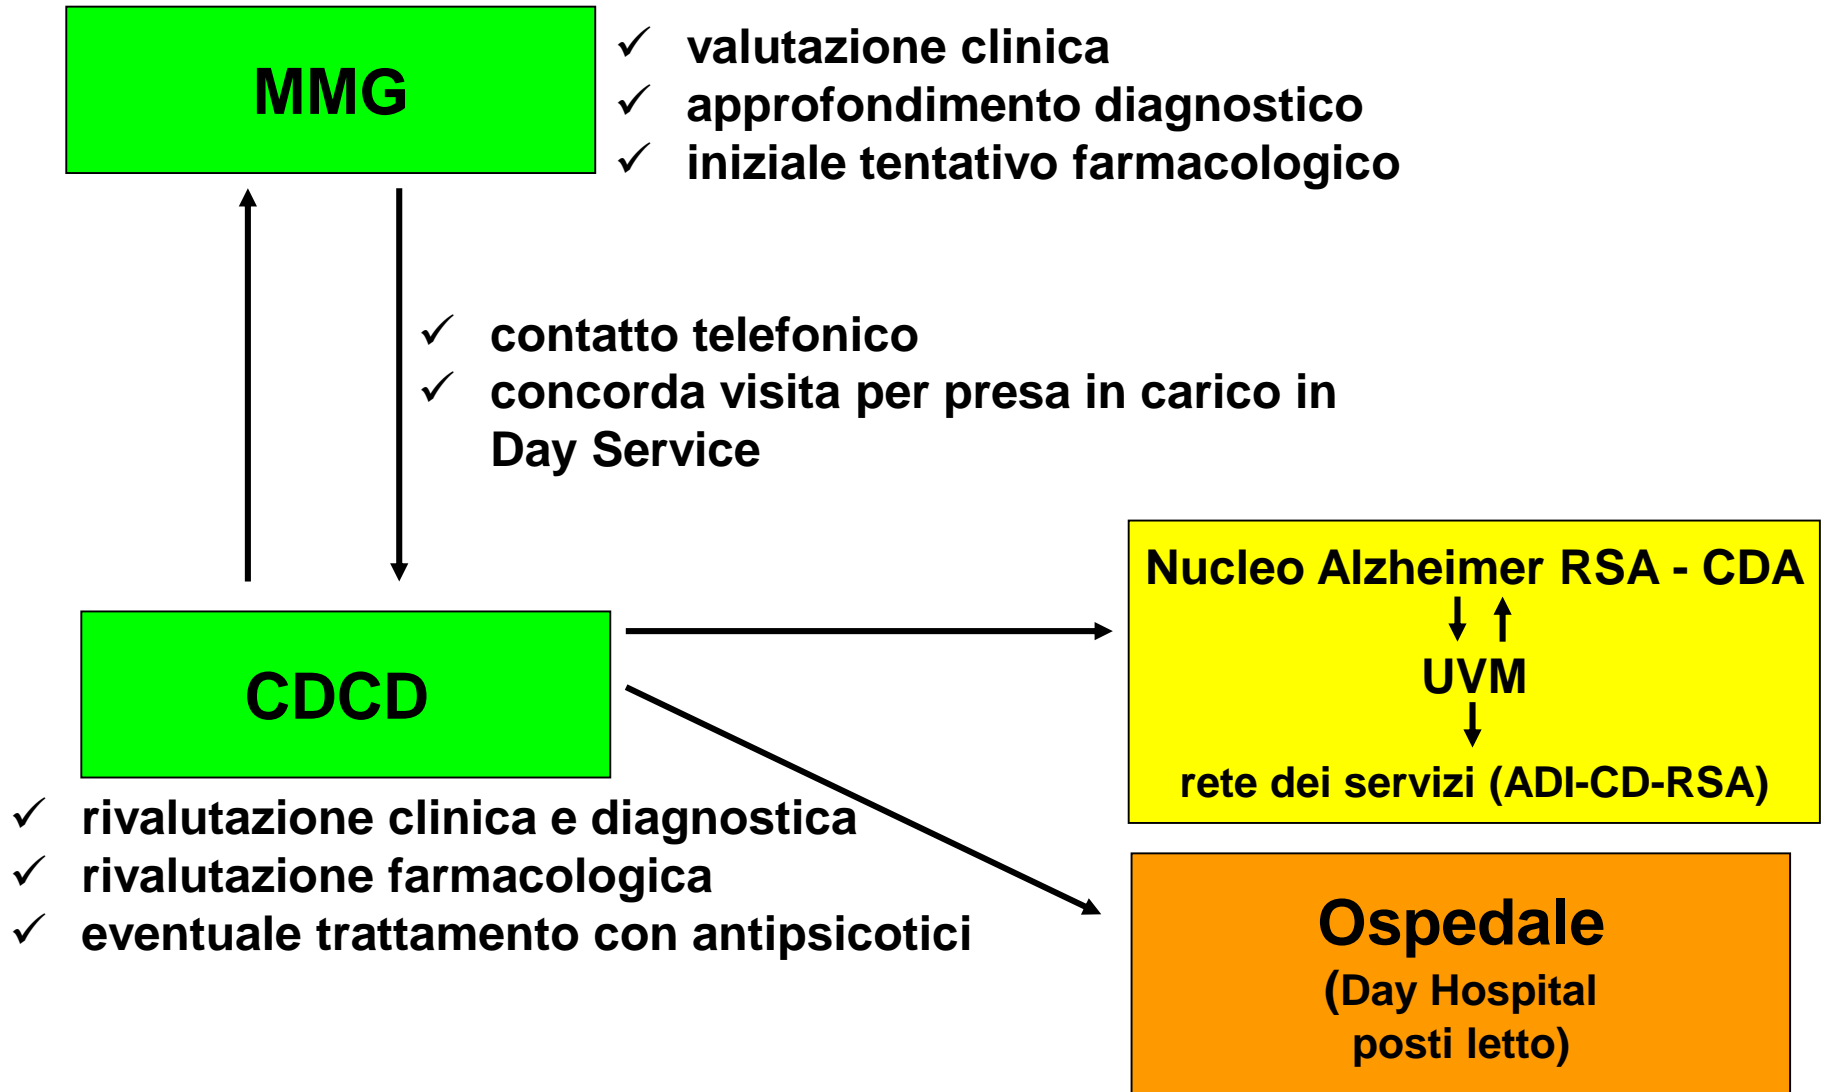 MMG
✓ valutazione clinica
✓ approfondimento diagnostico
✓ iniziale tentativo farmacologico
✓ contatto telefonico
✓ concorda visita per presa in carico in
Day Service
CDCD
✓ rivalutazione clinica e diagnostica
✓ rivalutazione farmacologica
✓ eventuale trattamento con antipsicotici
Nucleo Alzheimer RSA - CDA
UVM
rete dei servizi (ADI-CD-RSA)
Ospedale
(Day Hospital
posti letto)